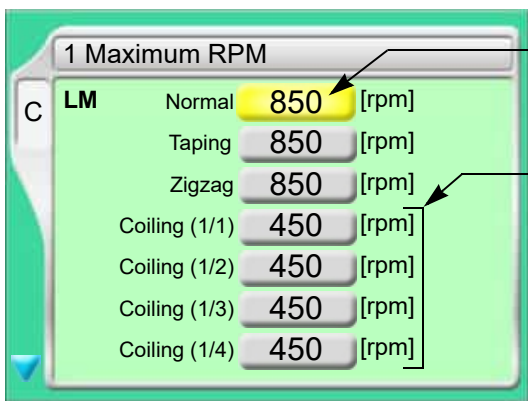 1 Maximum RPM
C
LM Normal 850 [rpm]
Taping 850 [rpm]
Zigzag 850 [rpm]
Coiling (1/1) 450 [rpm]
Coiling (1/2) 450 [rpm]
Coiling (1/3) 450 [rpm]
Coiling (1/4) 450 [rpm]